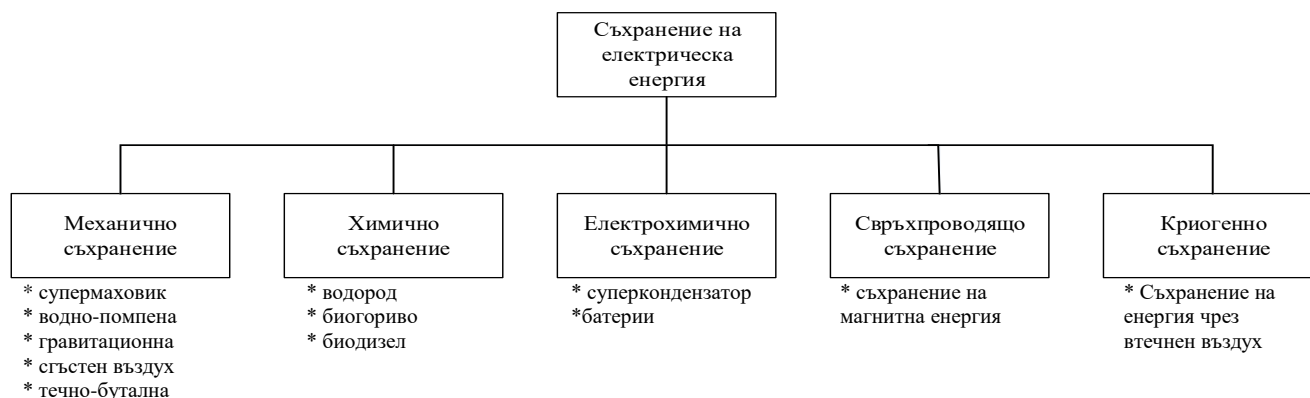 Съхранение на
електрическа
енергия
Механично
съхранение
* супермаховик
* водно-помпена
* гравитационна
* сгъстен въздух
* течно-бутална
Химично
съхранение
* водород
* биогориво
* биодизел
Електрохимично
съхранение
* суперкондензатор
*батерии
Свръхпроводящо
съхранение
* съхранение на
магнитна енергия
Криогенно
съхранение
* Съхранение на
енергия чрез
втечнен въздух